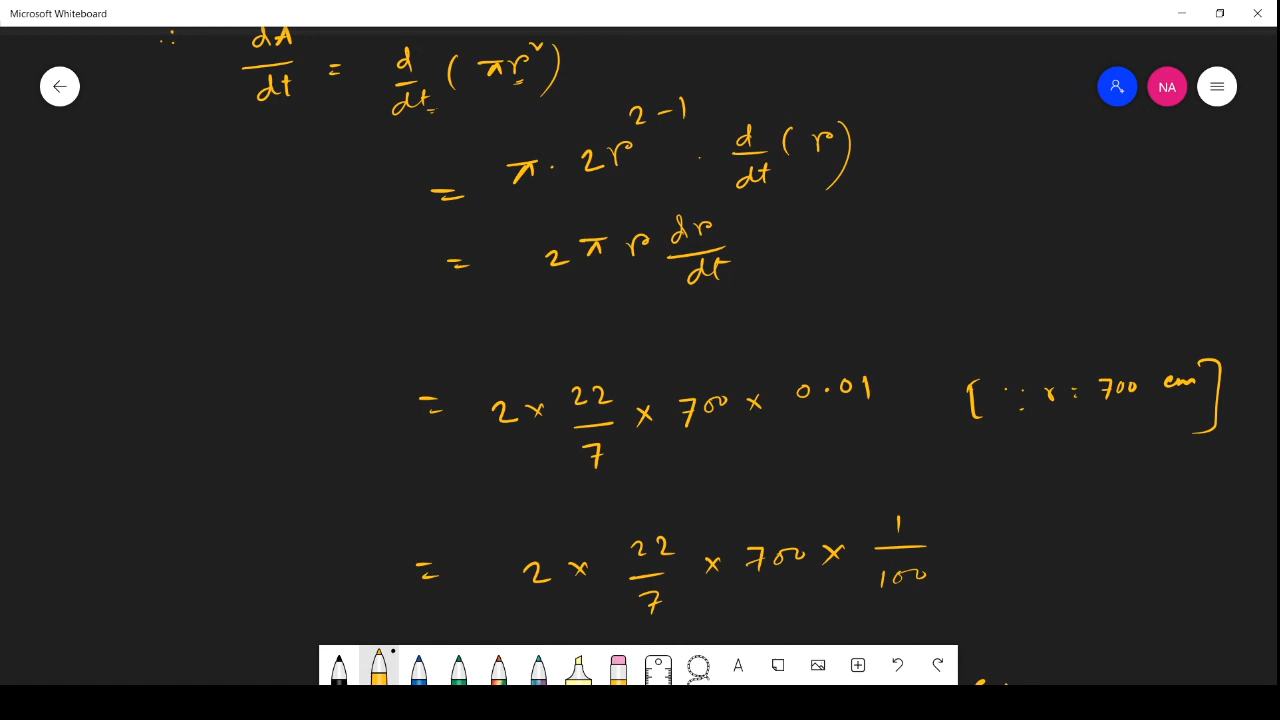 Microsoft Whiteboard
∴ dA/dt = d/dt (πr²)
NA
= π · 2r^(2-1) · d/dt (r)
= 2πr dr/dt
= 2 × 22/7 × 700 × 0.01 [∵ r = 700 cm]
= 2 × 22/7 × 700 × 1/100
A